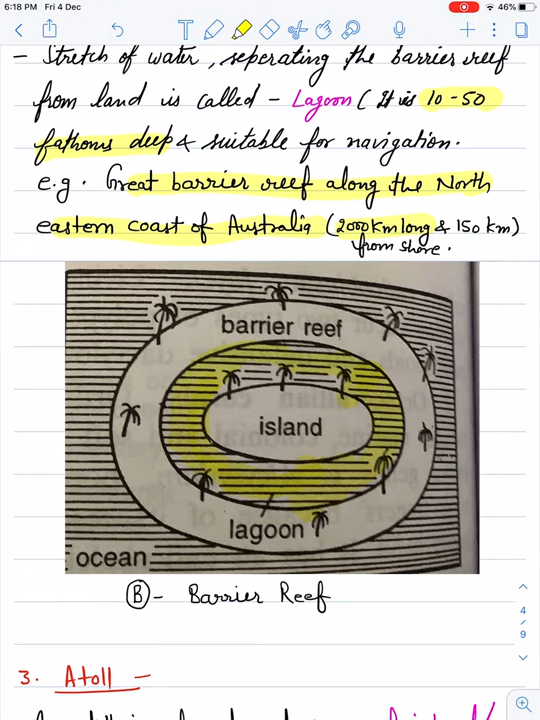 6:18 PM Fri 4 Dec
46%
- Stretch of water, seperating the barrier reef
from land is called - Lagoon (It is 10-50
fathoms deep & suitable for navigation.
e.g. Great barrier reef along the North
eastern coast of Australia (2000 km long & 150 km)
from shore.
barrier reef
island
lagoon
ocean
(B) - Barrier Reef
4
/
9
3. Atoll -